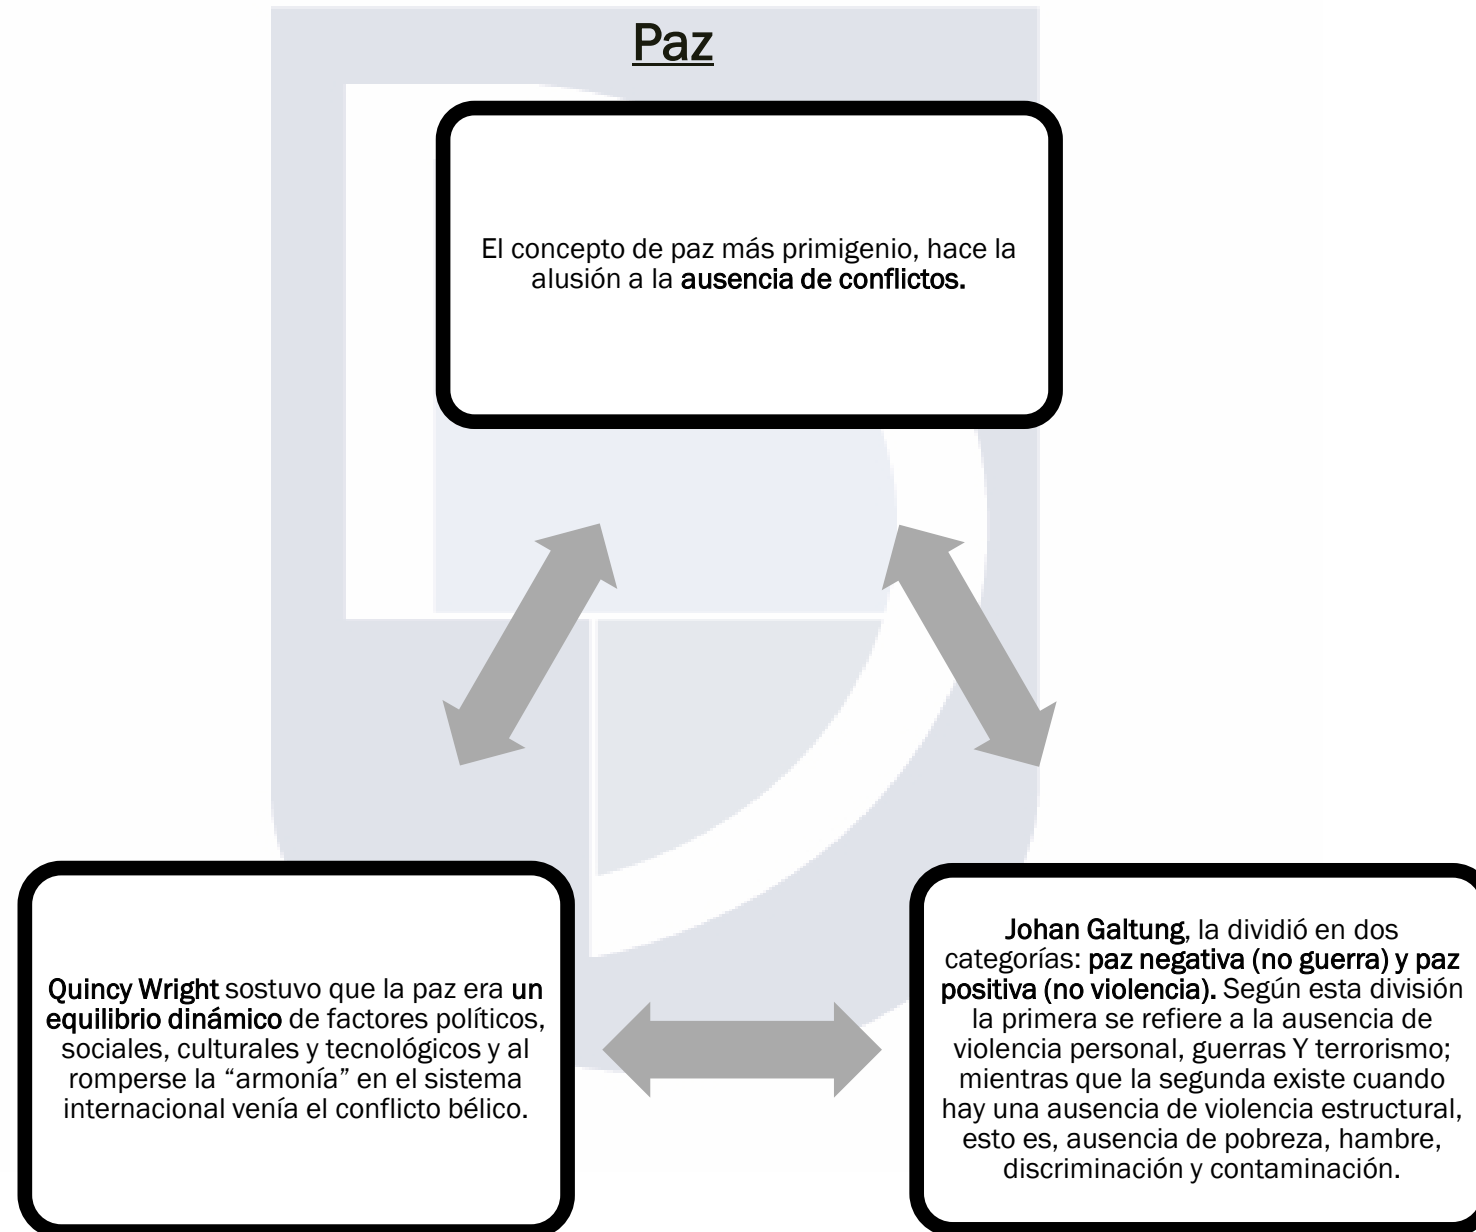 Paz
El concepto de paz más primigenio, hace la
alusión a la ausencia de conflictos.
Quincy Wright sostuvo que la paz era un
equilibrio dinámico de factores políticos,
sociales, culturales y tecnológicos y al
romperse la “armonía” en el sistema
internacional venía el conflicto bélico.
Johan Galtung, la dividió en dos
categorías: paz negativa (no guerra) y paz
positiva (no violencia). Según esta división
la primera se refiere a la ausencia de
violencia personal, guerras Y terrorismo;
mientras que la segunda existe cuando
hay una ausencia de violencia estructural,
esto es, ausencia de pobreza, hambre,
discriminación y contaminación.